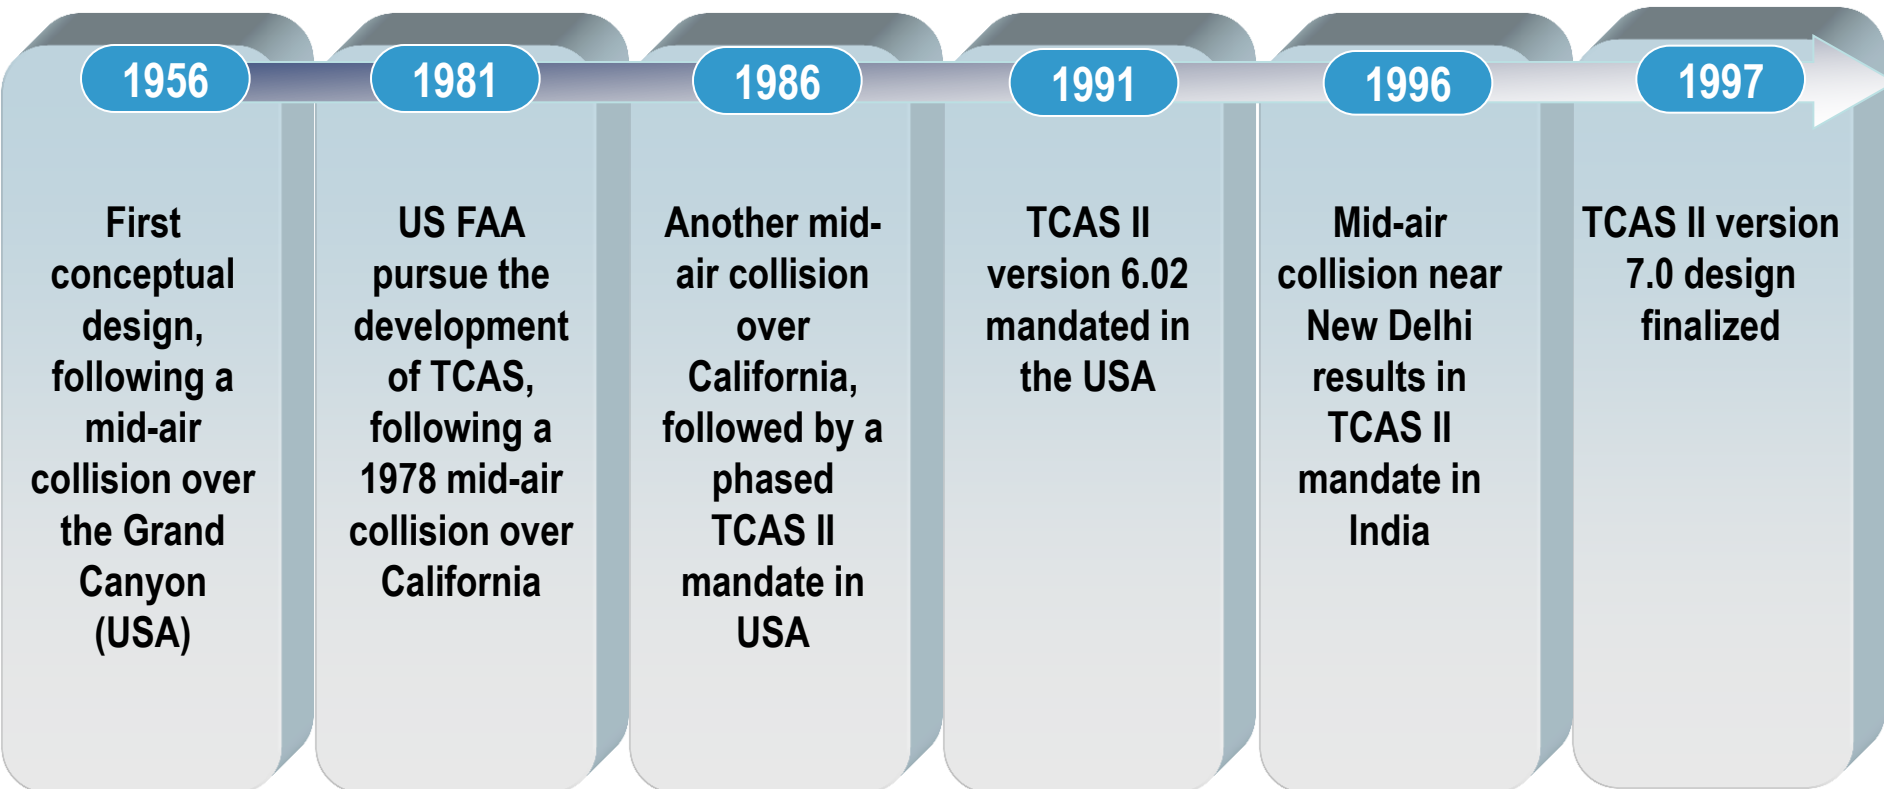 1956
First
conceptual
design,
following a
mid-air
collision over
the Grand
Canyon
(USA)
1981
US FAA
pursue the
development
of TCAS,
following a
1978 mid-air
collision over
California
1986
Another mid-
air collision
over
California,
followed by a
phased
TCAS II
mandate in
USA
1991
TCAS II
version 6.02
mandated in
the USA
1996
Mid-air
collision near
New Delhi
results in
TCAS II
mandate in
India
1997
TCAS II version
7.0 design
finalized